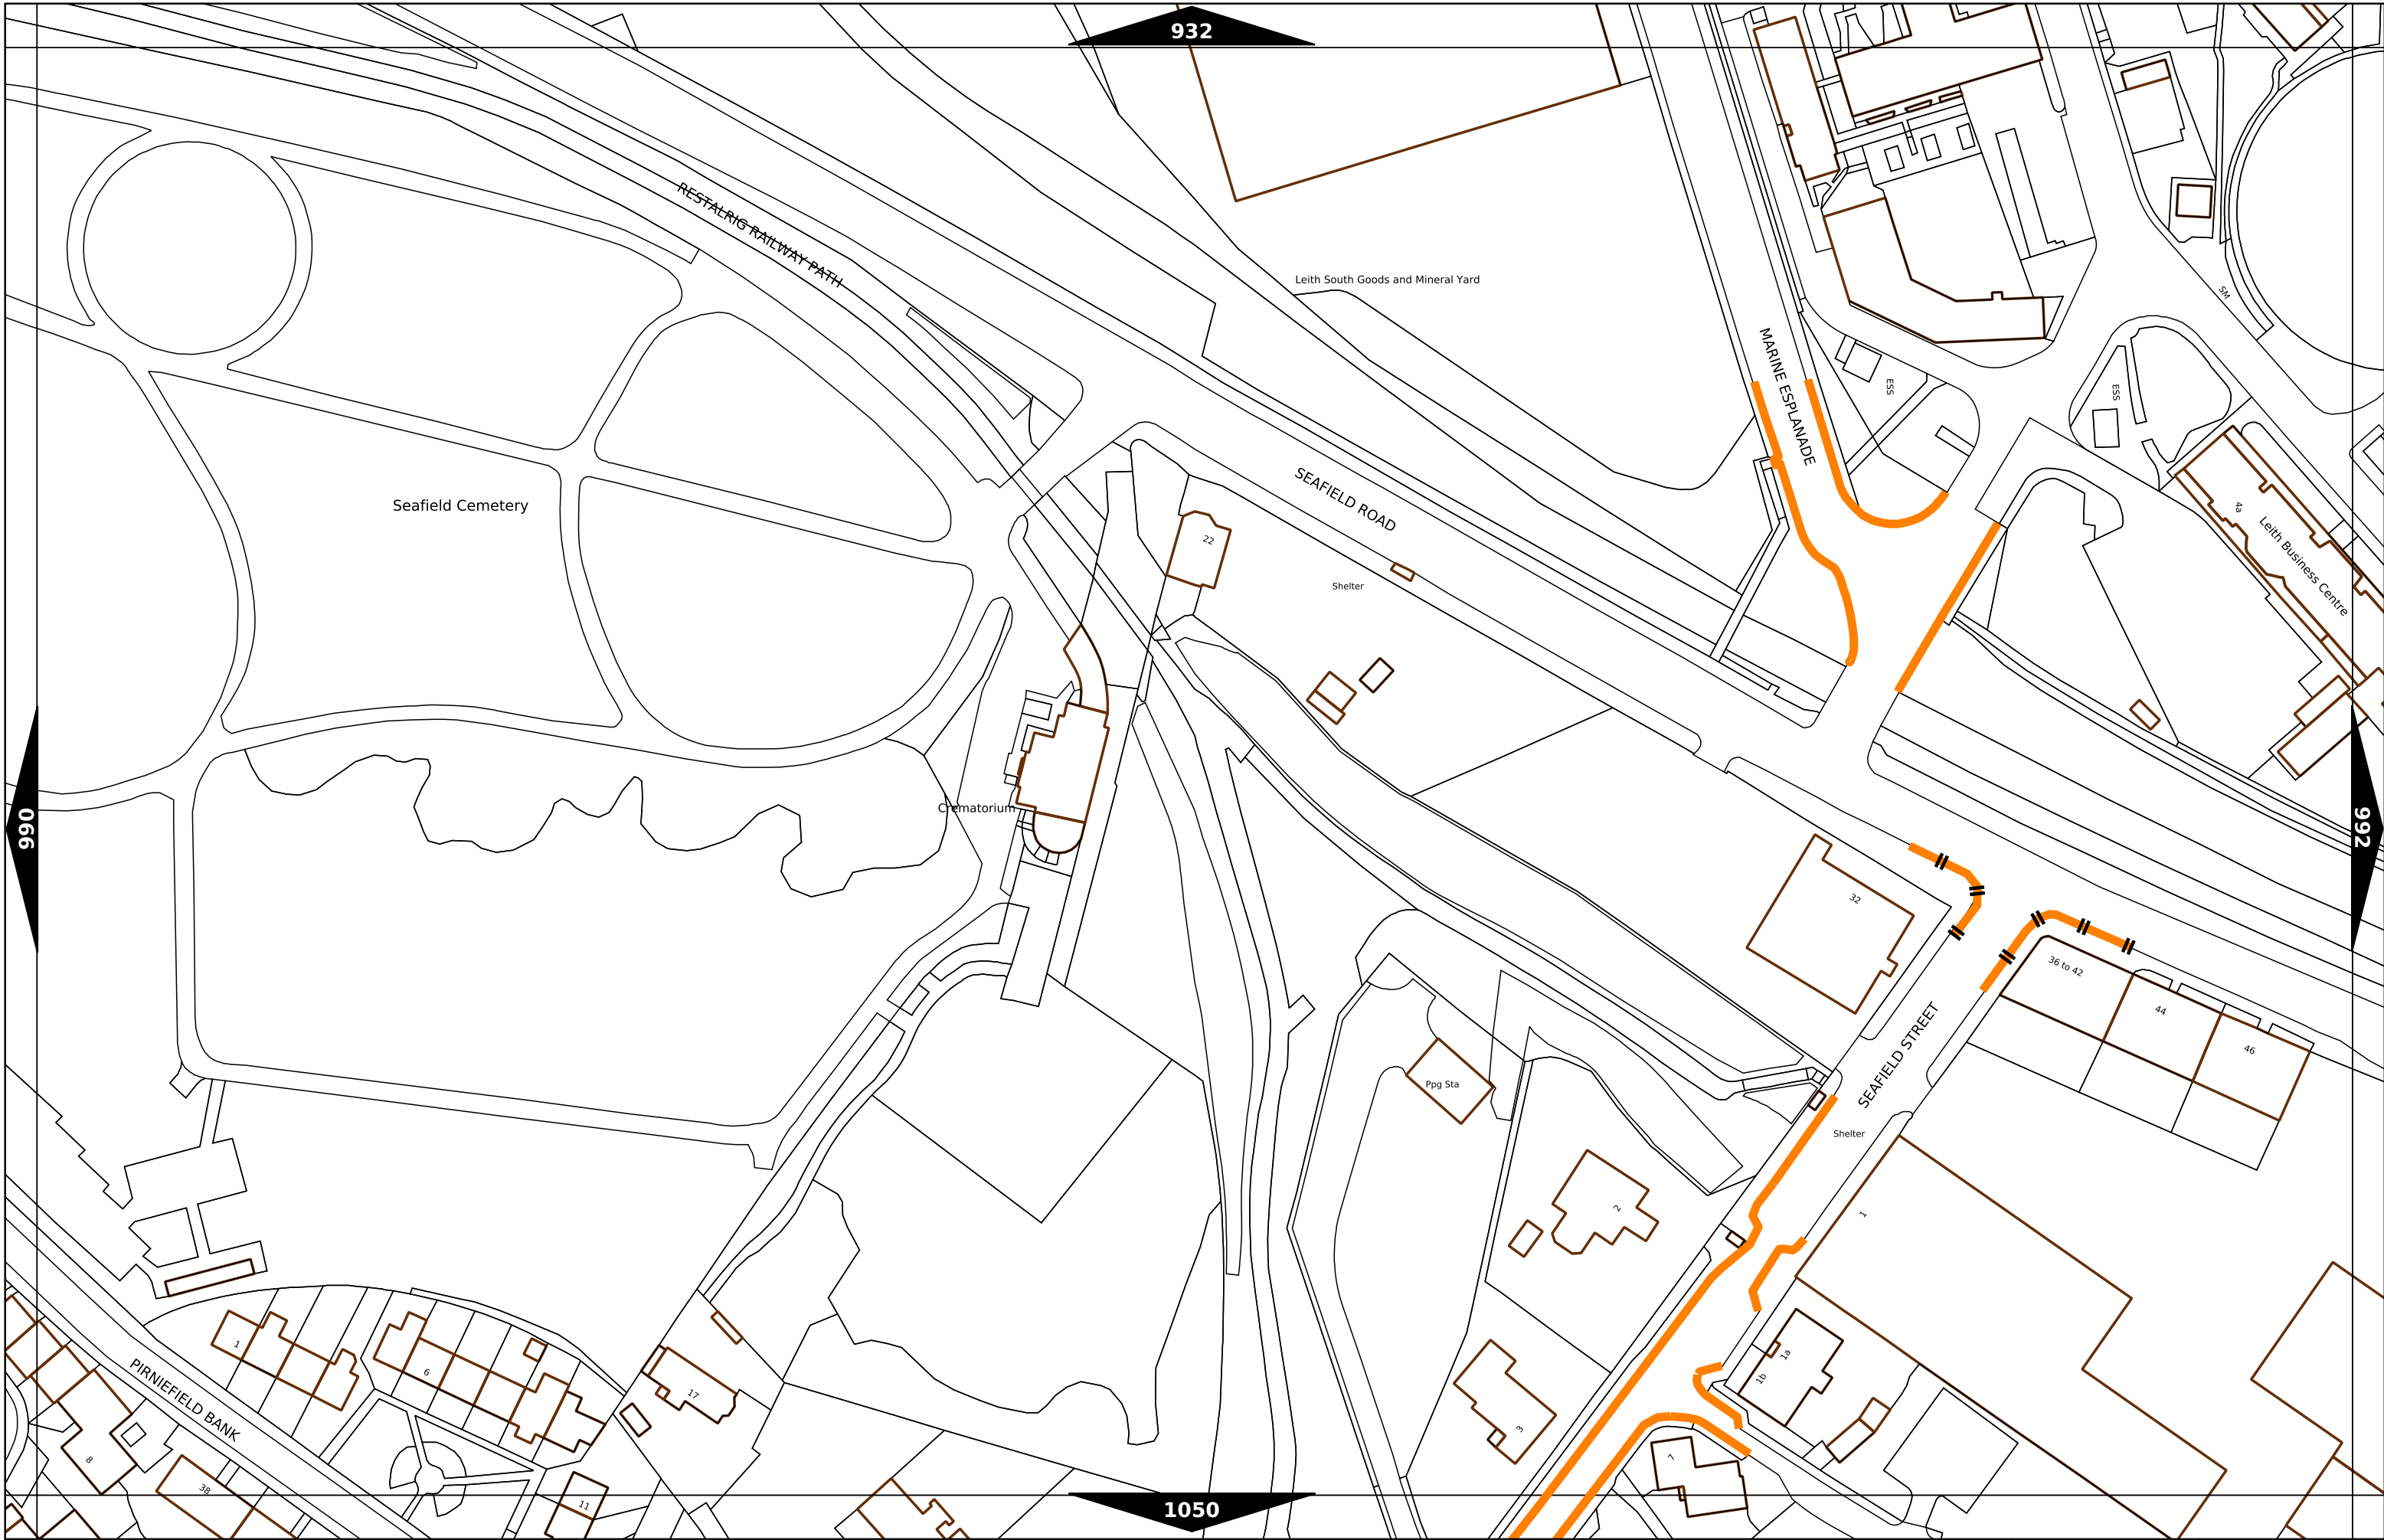 932
RESTALRIG RAILWAY PATH
Leith South Goods and Mineral Yard
SM
MARINE ESPLANADE
ESS
ESS
Seafield Cemetery
SEAFIELD ROAD
22
4a
Leith Business Centre
Shelter
Crematorium
990
992
32
36 to 42
44
46
SEAFIELD STREET
Ppg Sta
Shelter
2
1
1
6
17
1a
1b
PIRNIEFIELD BANK
3
7
8
38
11
1050